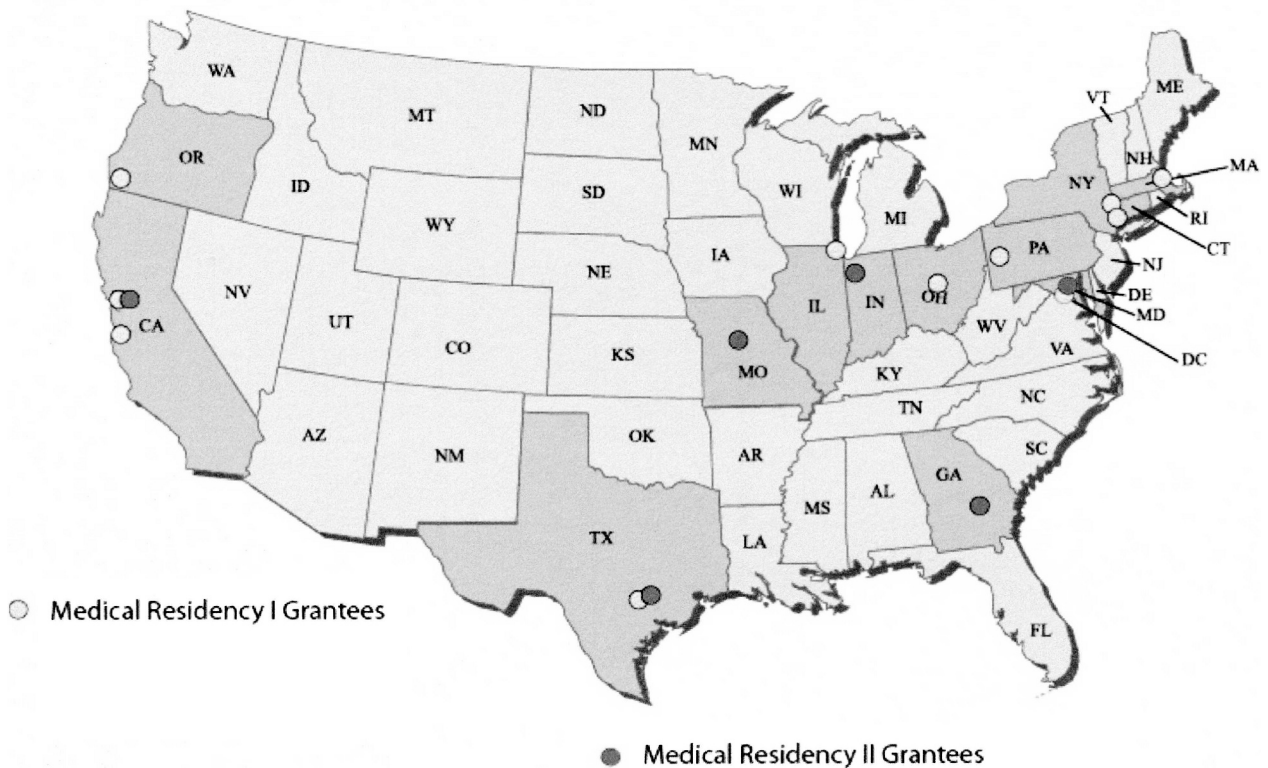 WA
MT
ND
MN
VT
ME
OR
ID
SD
WI
MI
NY
NH
MA
WY
RI
CT
IA
NE
PA
NJ
NV
UT
IL
IN
OH
DE
MD
CA
CO
KS
MO
WV
VA
DC
KY
NC
AZ
NM
OK
TN
AR
SC
MS
AL
GA
TX
LA
FL
Medical Residency I Grantees
Medical Residency II Grantees